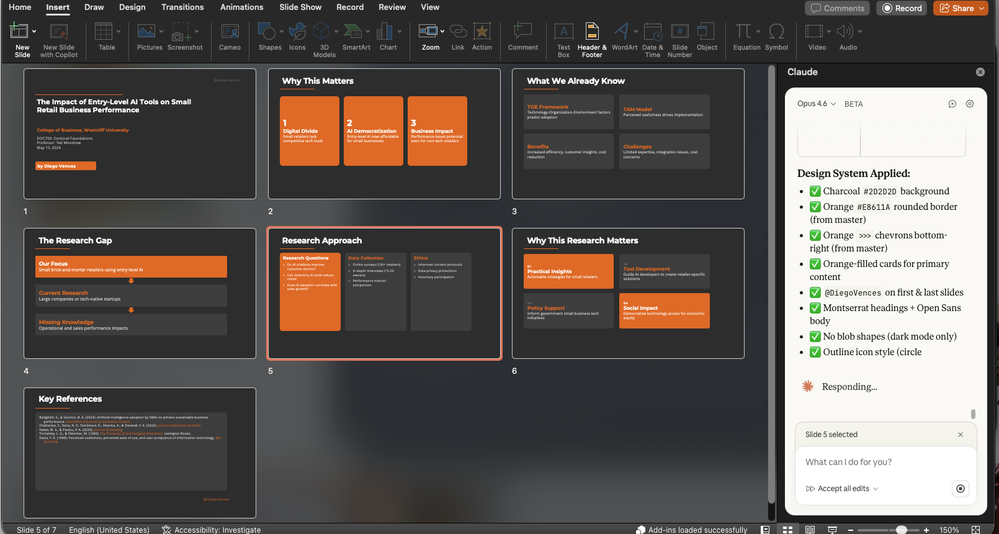 Home Insert Draw Design Transitions Animations Slide Show Record Review View
Comments Record Share
New Slide
New Slide with Copilot
Table
Pictures
Screenshot
Cameo
Shapes
Icons
3D Models
SmartArt
Chart
Zoom
Link
Action
Comment
Text Box
Header & Footer
WordArt
Date & Time
Slide Number
Object
Equation
Symbol
Video
Audio
@DiegoVences
The Impact of Entry-Level AI Tools on Small
Retail Business Performance
College of Business, Westcliff University
DOC700: Doctoral Foundations
Professor: Ted Woodrow
May 15, 2024
by Diego Vences
1
Why This Matters
1
Digital Divide
Small retailers lack
competitive tech tools
2
AI Democratization
Entry-level AI now affordable
for small businesses
3
Business Impact
Performance boost potential
even for non-tech retailers
2
What We Already Know
TOE Framework
Technology-Organization-Environment factors
predict adoption
TAM Model
Perceived usefulness drives implementation
Benefits
Increased efficiency, customer insights, cost
reduction
Challenges
Limited expertise, integration issues, cost
concerns
3
The Research Gap
Our Focus
Small brick-and-mortar retailers using entry-level AI
Current Research
Large companies or tech-native startups
Missing Knowledge
Operational and sales performance impacts
4
Research Approach
Research Questions
Do AI chatbots improve
customer service?
Can inventory AI tools reduce
costs?
Does AI adoption correlate with
sales growth?
Data Collection
Online surveys (100+ retailers)
In-depth interviews (15-20
owners)
Performance metrics
comparison
Ethics
Informed consent protocols
Data privacy protections
Voluntary participation
5
Why This Research Matters
01
Practical Insights
Actionable strategies for small retailers
02
Tool Development
Guide AI developers to create retailer-specific
solutions
03
Policy Support
Inform government small business tech
initiatives
04
Social Impact
Democratize technology access for economic
equity
6
Key References
Badghish, S., & Soomro, B. A. (2024). Artificial intelligence adoption by SMEs to achieve sustainable business
performance. International Journal of Innovation Science.
Chatterjee, S., Rana, N. P., Tamilmani, K., Sharma, A., & Dwivedi, Y. K. (2022). Journal of Business Research.
Yadav, M. S., & Pavlou, P. A. (2020). Journal of Retailing.
Tornatzky, L. G., & Fleischer, M. (1990). The Processes of Technological Innovation. Lexington Books.
Davis, F. D. (1989). Perceived usefulness, perceived ease of use, and user acceptance of information technology. MIS
Quarterly.
@DiegoVences
Claude
Opus 4.6 BETA
Design System Applied:
• ✅ Charcoal #2D2D2D background
• ✅ Orange #E8611A rounded border
(from master)
• ✅ Orange >>> chevrons bottom-
right (from master)
• ✅ Orange-filled cards for primary
content
• ✅ @DiegoVences on first & last slides
• ✅ Montserrat headings + Open Sans
body
• ✅ No blob shapes (dark mode only)
• ✅ Outline icon style (circle
Responding...
Slide 5 selected
What can I do for you?
Accept all edits
Slide 5 of 7 English (United States) Accessibility: Investigate Add-ins loaded successfully 150%